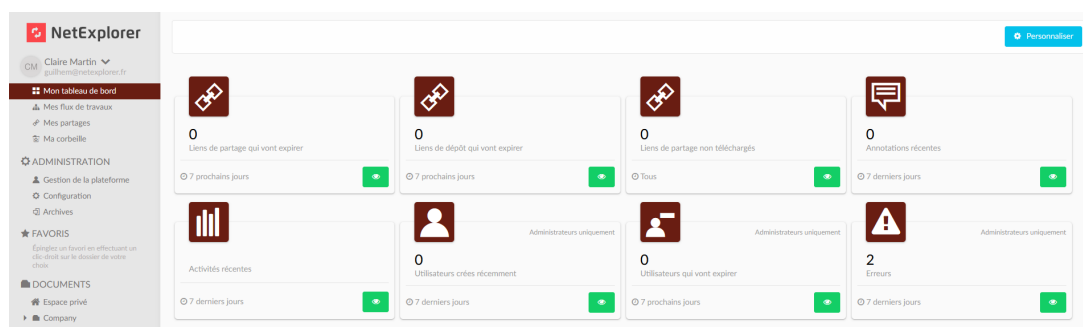 NetExplorer
CM
Claire Martin
guilhem@netexplorer.fr
Mon tableau de bord
Mes flux de travaux
Mes partages
Ma corbeille
ADMINISTRATION
Gestion de la plateforme
Configuration
Archives
FAVORIS
Épinglez un favori en effectuant un
clic-droit sur le dossier de votre
choix
DOCUMENTS
Espace privé
Company
Personnaliser
0
Liens de partage qui vont expirer
7 prochains jours
0
Liens de dépôt qui vont expirer
7 prochains jours
0
Liens de partage non téléchargés
Tous
0
Annotations récentes
7 derniers jours
Activités récentes
7 derniers jours
Administrateurs uniquement
0
Utilisateurs crées récemment
7 derniers jours
Administrateurs uniquement
0
Utilisateurs qui vont expirer
7 prochains jours
Administrateurs uniquement
2
Erreurs
7 derniers jours